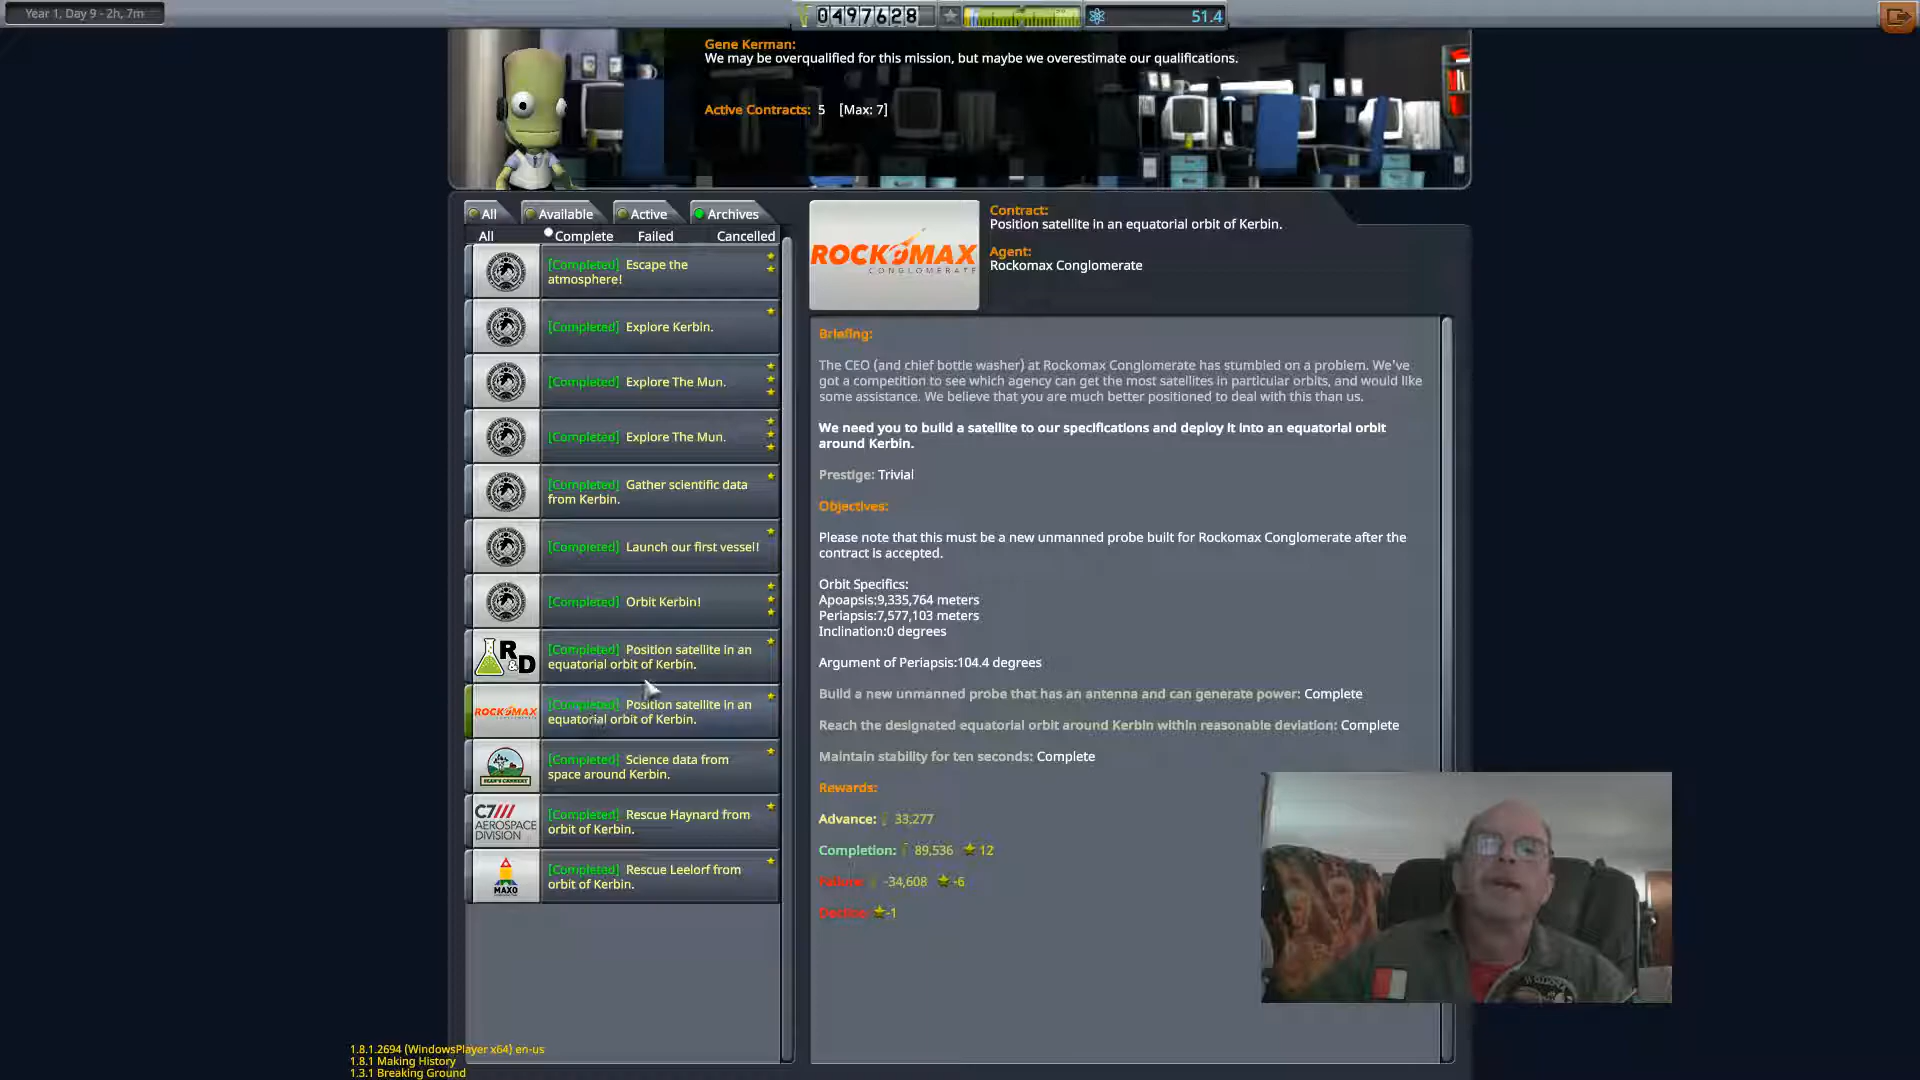 Year 1, Day 9 - 2h, 7m
0497628
51.4
Gene Kerman:
We may be overqualified for this mission, but maybe we overestimate our qualifications.
Active Contracts: 5 [Max: 7]
All
Available
Active
Archives
All
Complete
Failed
Cancelled
[Completed] Escape the
atmosphere!
[Completed] Explore Kerbin.
[Completed] Explore The Mun.
[Completed] Explore The Mun.
[Completed] Gather scientific data
from Kerbin.
[Completed] Launch our first vessel!
[Completed] Orbit Kerbin!
R&D
[Completed] Position satellite in an
equatorial orbit of Kerbin.
ROCKOMAX
[Completed] Position satellite in an
equatorial orbit of Kerbin.
[Completed] Science data from
space around Kerbin.
C7///
AEROSPACE
DIVISION
[Completed] Rescue Haynard from
orbit of Kerbin.
MAXO
[Completed] Rescue Leelorf from
orbit of Kerbin.
ROCKOMAX
CONGLOMERATE
Contract:
Position satellite in an equatorial orbit of Kerbin.
Agent:
Rockomax Conglomerate
Briefing:
The CEO (and chief bottle washer) at Rockomax Conglomerate has stumbled on a problem. We've
got a competition to see which agency can get the most satellites in particular orbits, and would like
some assistance. We believe that you are much better positioned to deal with this than us.
We need you to build a satellite to our specifications and deploy it into an equatorial orbit
around Kerbin.
Prestige: Trivial
Objectives:
Please note that this must be a new unmanned probe built for Rockomax Conglomerate after the
contract is accepted.
Orbit Specifics:
Apoapsis:9,335,764 meters
Periapsis:7,577,103 meters
Inclination:0 degrees
Argument of Periapsis:104.4 degrees
Build a new unmanned probe that has an antenna and can generate power: Complete
Reach the designated equatorial orbit around Kerbin within reasonable deviation: Complete
Maintain stability for ten seconds: Complete
Rewards:
Advance: 33,277
Completion: 89,536 12
Failure: -34,608 -6
Decline: -1
1.8.1.2694 (WindowsPlayer x64) en-us
1.8.1 Making History
1.3.1 Breaking Ground